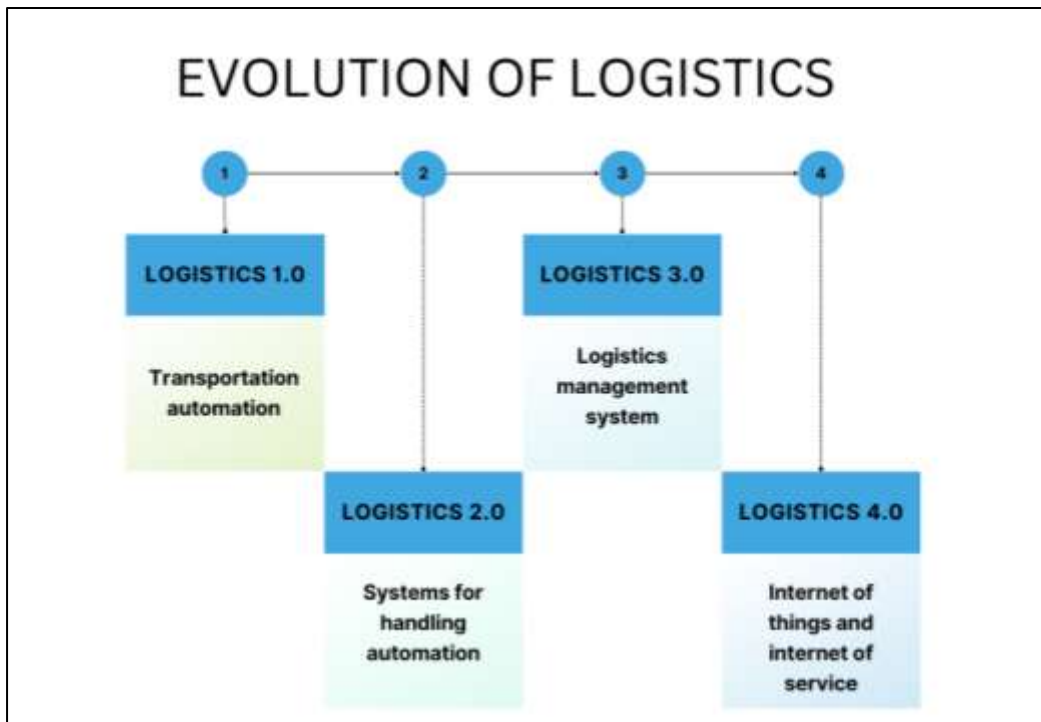 EVOLUTION OF LOGISTICS
1
2
3
4
LOGISTICS 1.0
Transportation
automation
LOGISTICS 2.0
Systems for
handling
automation
LOGISTICS 3.0
Logistics
management
system
LOGISTICS 4.0
Internet of
things and
internet of
service